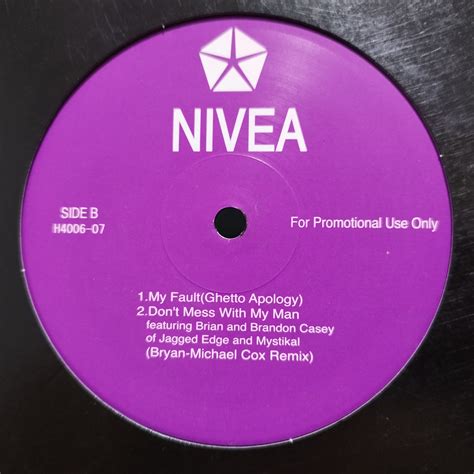 NIVEA
SIDE B
H4006-07
For Promotional Use Only
1.My Fault(Ghetto Apology)
2.Don't Mess With My Man
featuring Brian and Brandon Casey
of Jagged Edge and Mystikal
(Bryan-Michael Cox Remix)